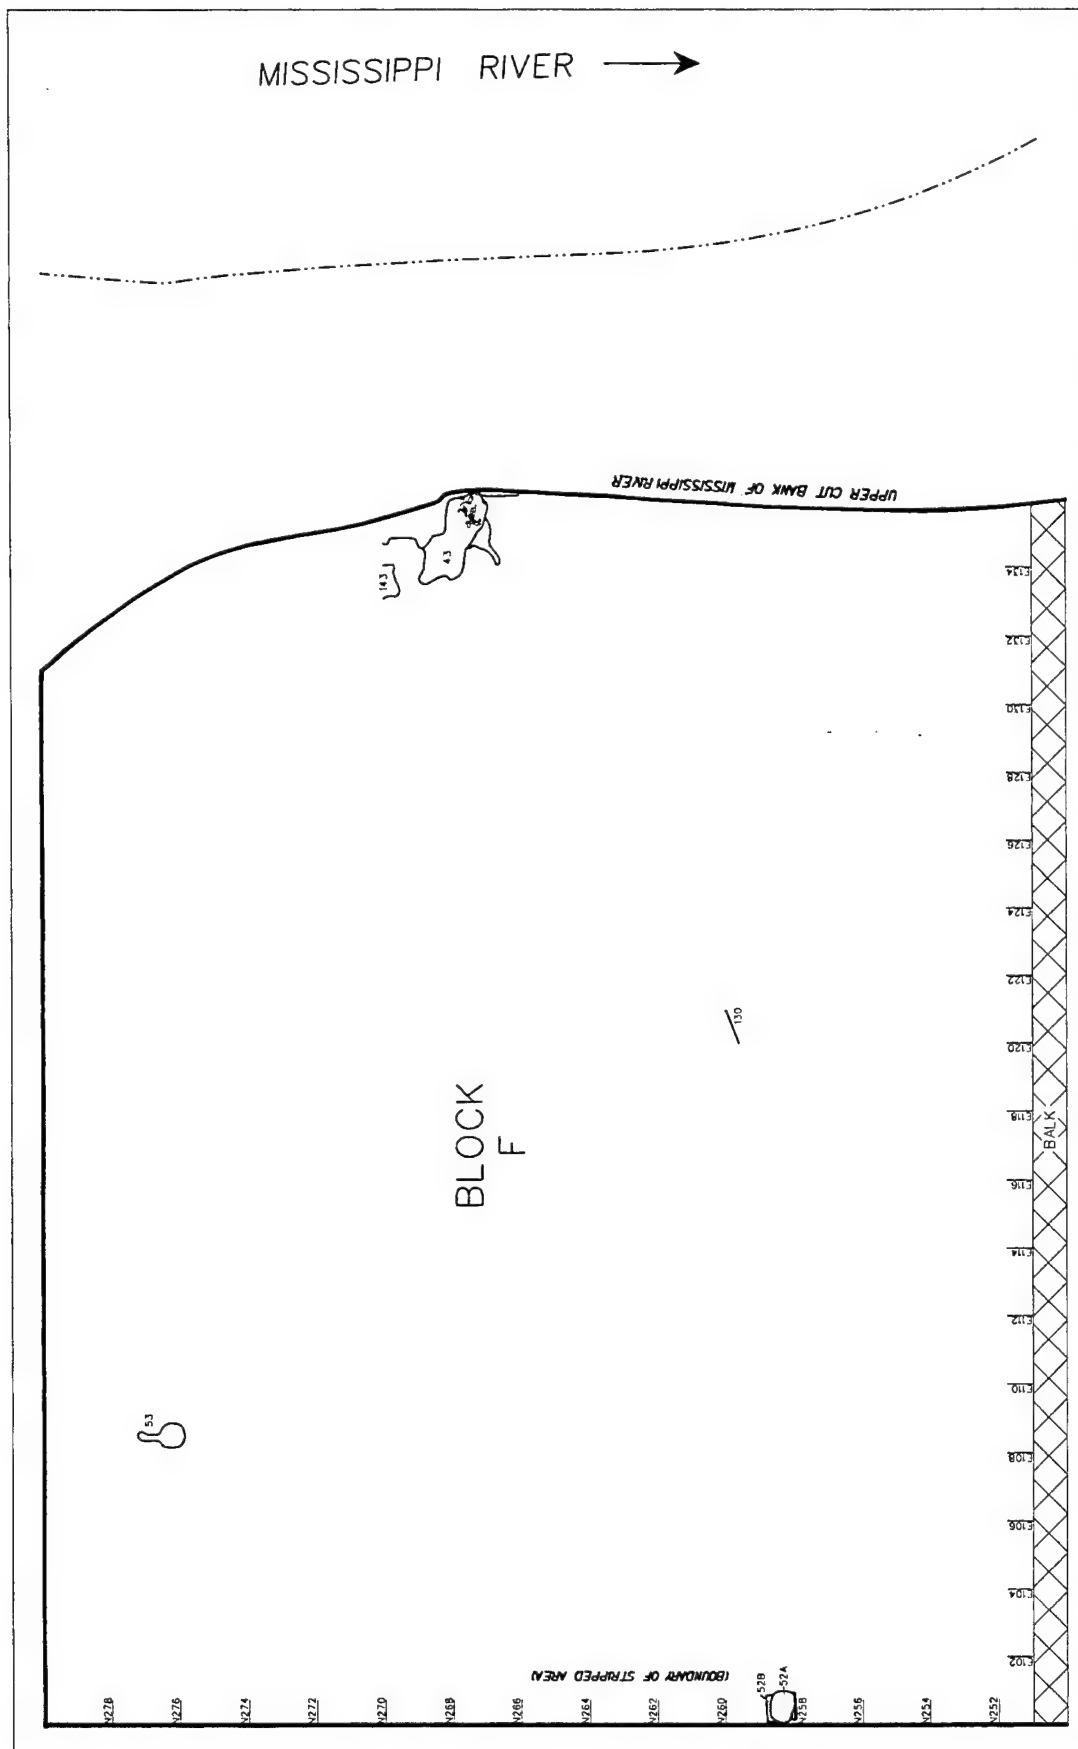 MISSISSIPPI RIVER
UPPER CUT BANK OF MISSISSIPPI RIVER
143
43
E134
E132
E130
E128
E126
E124
E122
130
E120
BLOCK
F
E118
BALK
E116
E114
E112
E110
53
E108
E106
E104
E102
(BOUNDARY OF STRIPPED AREA)
52B
52A
N278
N276
N274
N272
N270
N268
N266
N264
N262
N260
N258
N256
N254
N252